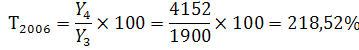 T₂₀₀₆ = Y₄/Y₃ × 100 = 4152/1900 × 100 = 218,52%